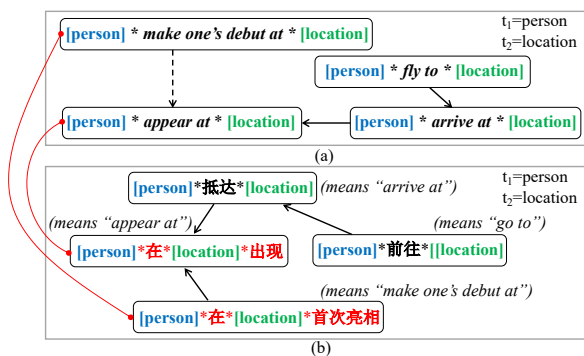 [person] * make one's debut at * [location]
t₁=person
t₂=location
[person] * fly to * [location]
[person] * appear at * [location]
[person] * arrive at * [location]
(a)
[person]*抵达*[location]
(means “arrive at”)
t₁=person
t₂=location
(means “appear at”)
(means “go to”)
[person]*在*[location]*出现
[person]*前往*[[location]
(means “make one's debut at”)
[person]*在*[location]*首次亮相
(b)